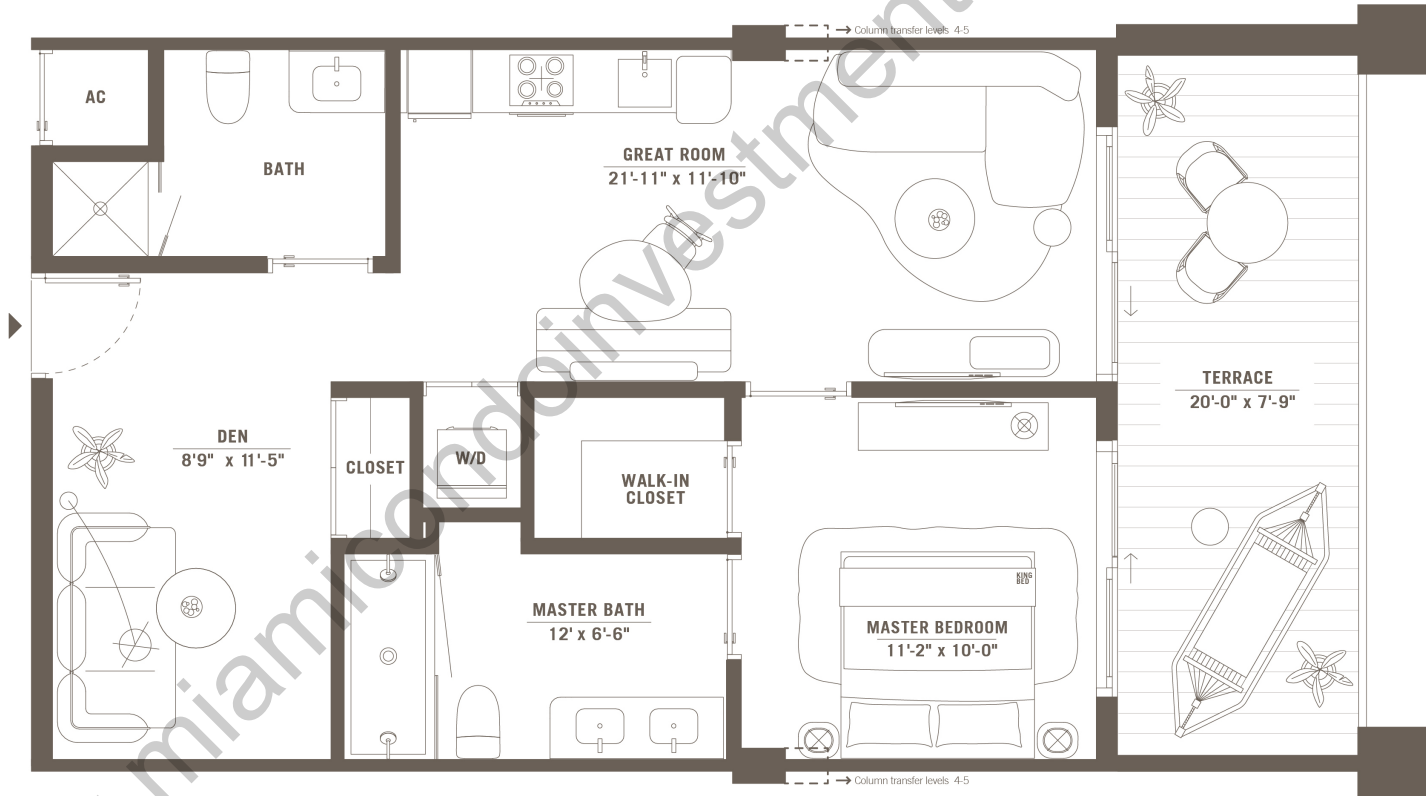 Column transfer levels 4-5
AC
BATH
GREAT ROOM
21'-11" x 11'-10"
TERRACE
20'-0" x 7'-9"
DEN
8'9" x 11'-5"
CLOSET
W/D
WALK-IN
CLOSET
KING
BED
MASTER BATH
12' x 6'-6"
MASTER BEDROOM
11'-2" x 10'-0"
Column transfer levels 4-5
miamicondoinvestment